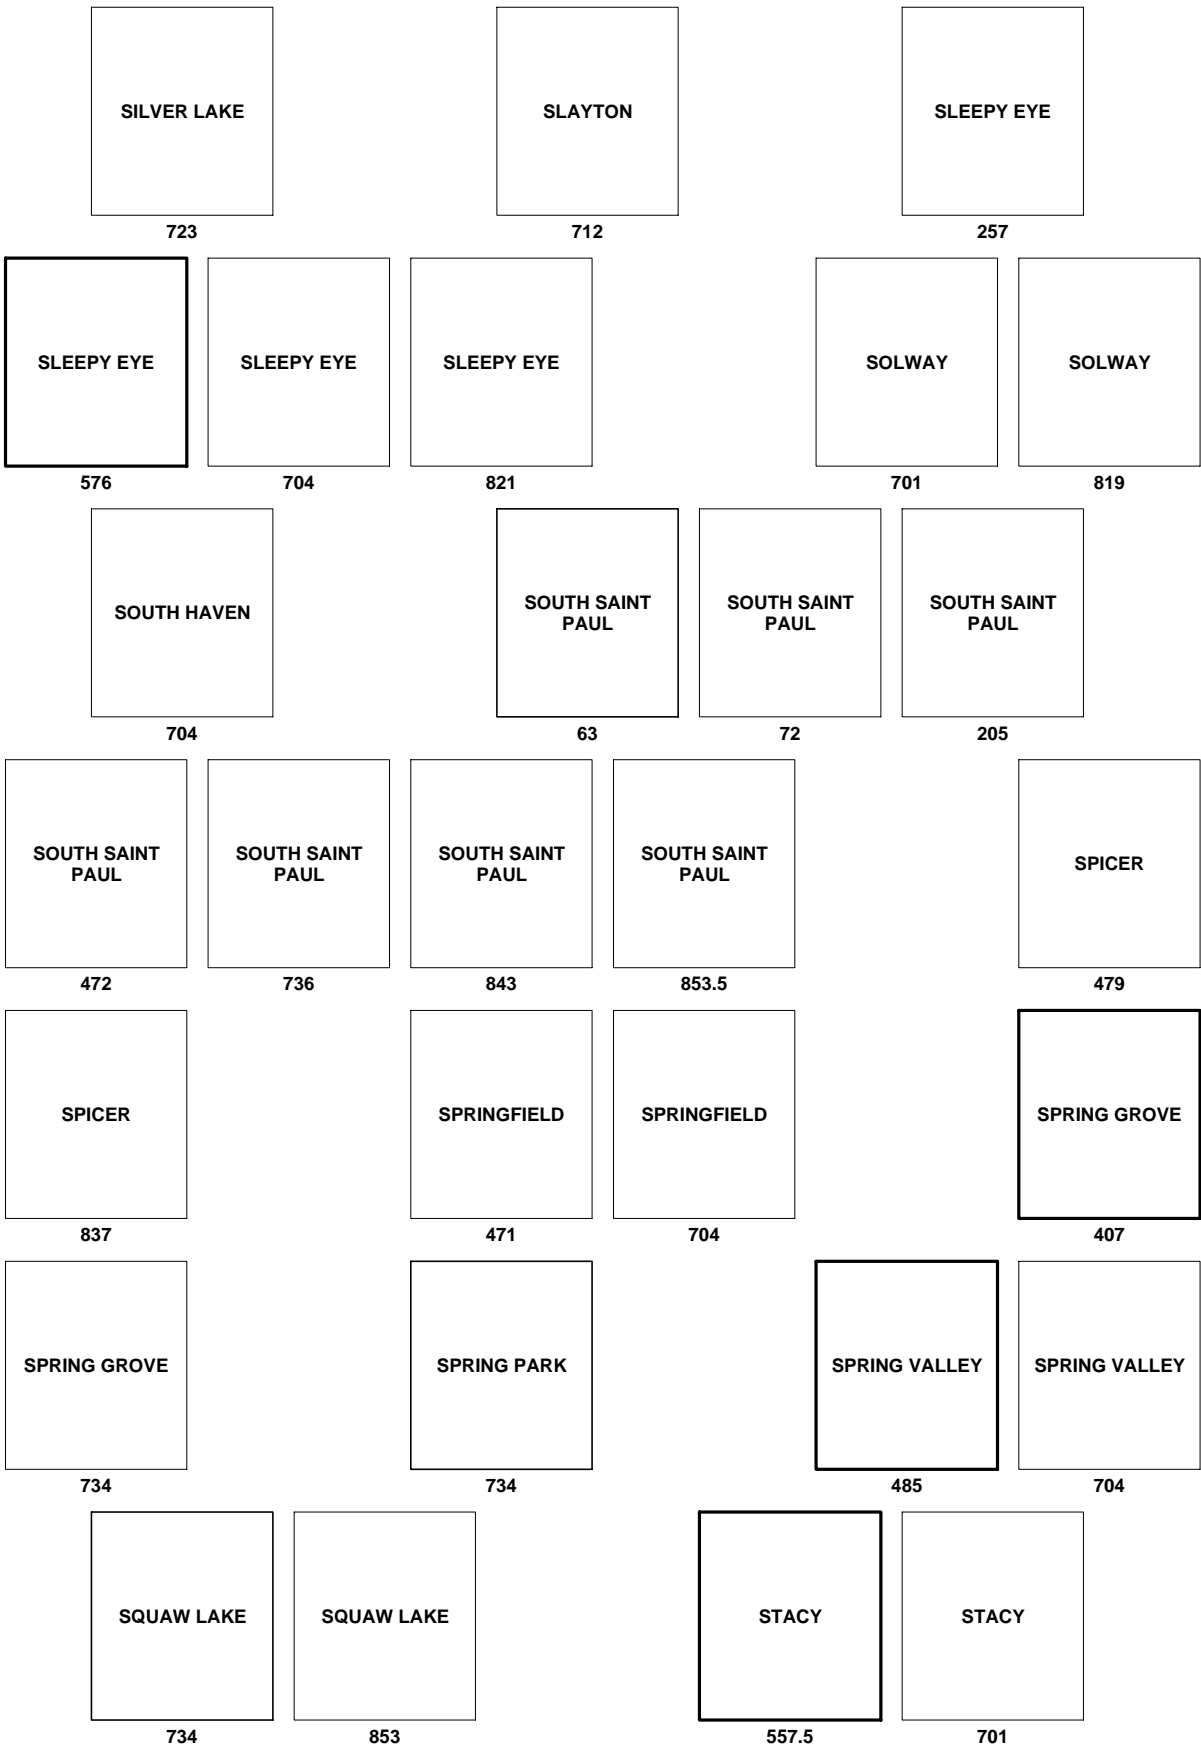 SILVER LAKE
SLAYTON
SLEEPY EYE
723
712
257
SLEEPY EYE
SLEEPY EYE
SLEEPY EYE
SOLWAY
SOLWAY
576
704
821
701
819
SOUTH HAVEN
SOUTH SAINT
PAUL
SOUTH SAINT
PAUL
SOUTH SAINT
PAUL
704
63
72
205
SOUTH SAINT
PAUL
SOUTH SAINT
PAUL
SOUTH SAINT
PAUL
SOUTH SAINT
PAUL
SPICER
472
736
843
853.5
479
SPICER
SPRINGFIELD
SPRINGFIELD
SPRING GROVE
837
471
704
407
SPRING GROVE
SPRING PARK
SPRING VALLEY
SPRING VALLEY
734
734
485
704
SQUAW LAKE
SQUAW LAKE
STACY
STACY
734
853
557.5
701